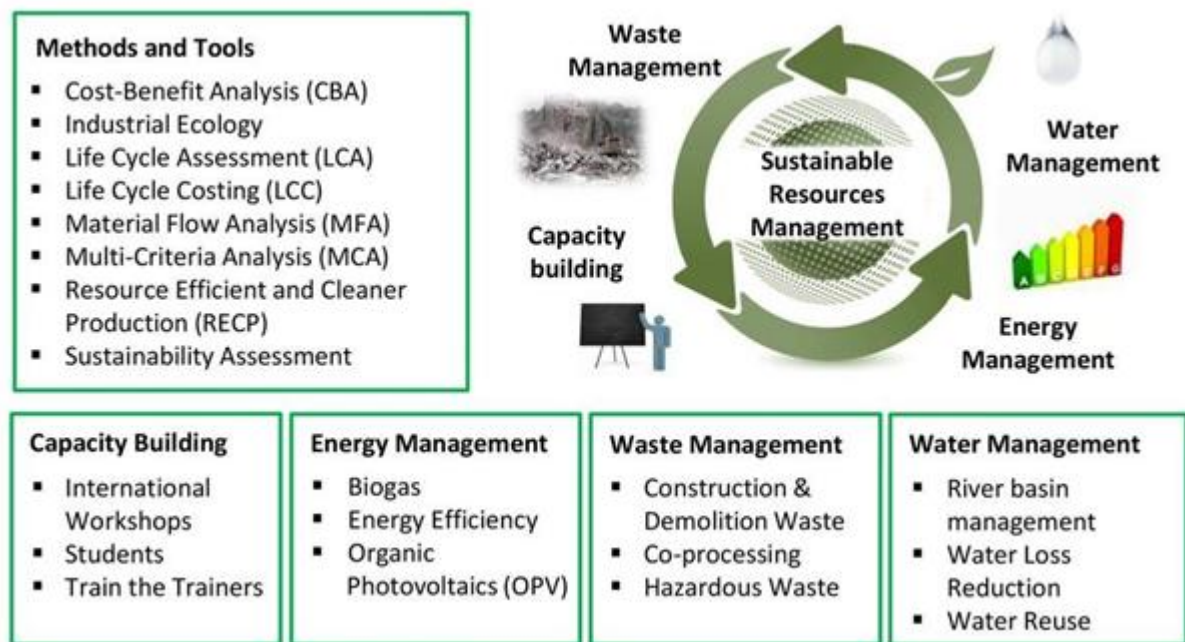 Methods and Tools
▪ Cost-Benefit Analysis (CBA)
▪ Industrial Ecology
▪ Life Cycle Assessment (LCA)
▪ Life Cycle Costing (LCC)
▪ Material Flow Analysis (MFA)
▪ Multi-Criteria Analysis (MCA)
▪ Resource Efficient and Cleaner
Production (RECP)
▪ Sustainability Assessment
Waste
Management
Water
Management
Sustainable
Resources
Management
Capacity
building
A
G
Energy
Management
Capacity Building
▪ International
Workshops
▪ Students
▪ Train the Trainers
Energy Management
▪ Biogas
▪ Energy Efficiency
▪ Organic
Photovoltaics (OPV)
Waste Management
▪ Construction &
Demolition Waste
▪ Co-processing
▪ Hazardous Waste
Water Management
▪ River basin
management
▪ Water Loss
Reduction
▪ Water Reuse